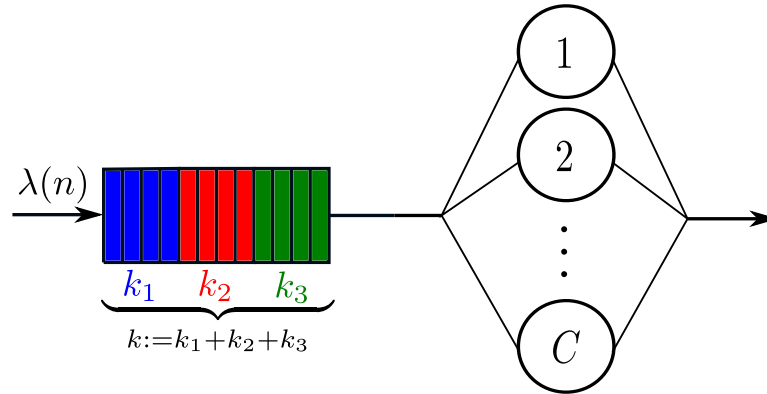 1
λ(n)
2
k₁ k₂ k₃
k:=k₁+k₂+k₃
C